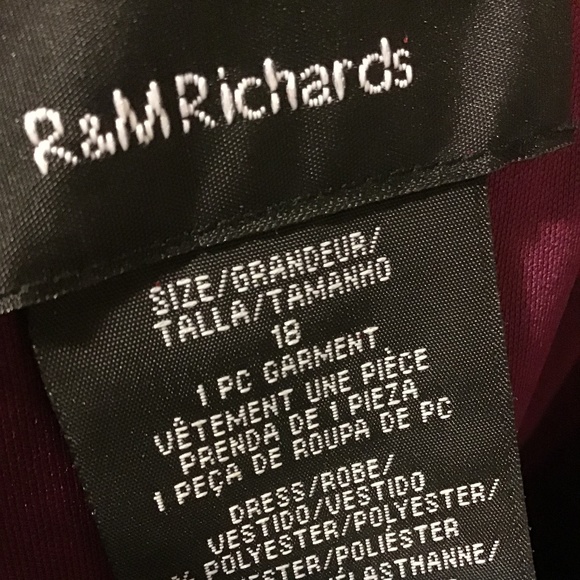 R&M Richards
SIZE/GRANDEUR/
TALLA/TAMANHO
18
1 PC GARMENT
VÊTEMENT UNE PIÈCE
PRENDA DE 1 PIEZA
1 PEÇA DE ROUPA DE PC
DRESS/ROBE/
VESTIDO/VESTIDO
% POLYESTER/POLYESTER/